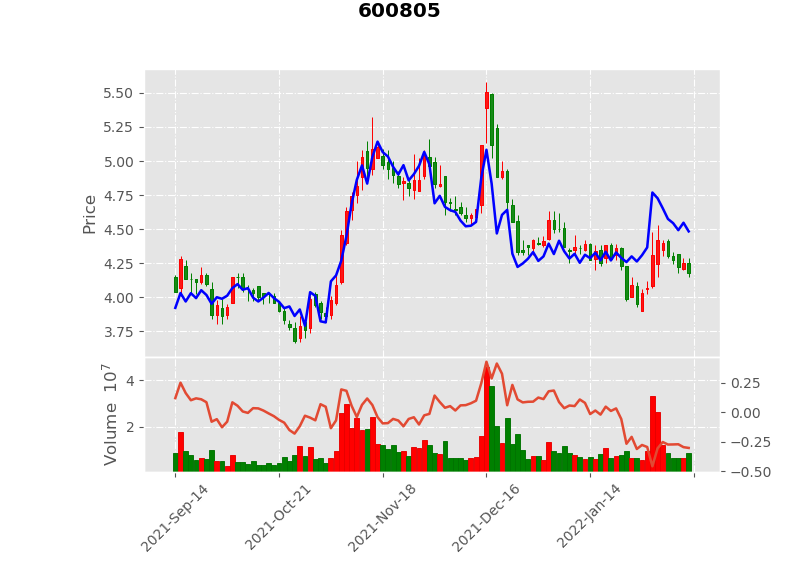 600805
5.50
5.25
5.00
4.75
4.50
4.25
4.00
3.75
Price
4
2
Volume 10^7
0.25
0.00
−0.25
−0.50
2021-Sep-14
2021-Oct-21
2021-Nov-18
2021-Dec-16
2022-Jan-14